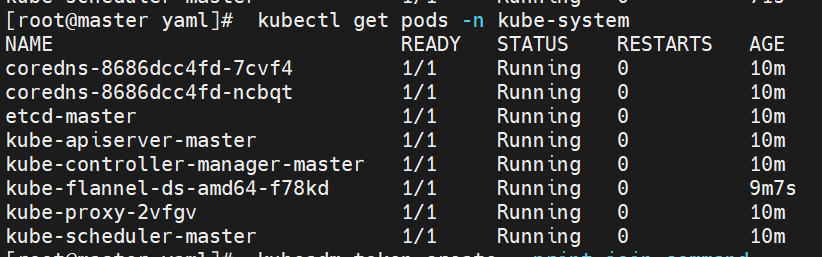 [root@master yaml]#  kubectl get pods -n kube-system
NAME                             READY   STATUS    RESTARTS   AGE
coredns-8686dcc4fd-7cvf4         1/1     Running   0          10m
coredns-8686dcc4fd-ncbqt         1/1     Running   0          10m
etcd-master                      1/1     Running   0          10m
kube-apiserver-master            1/1     Running   0          10m
kube-controller-manager-master   1/1     Running   0          10m
kube-flannel-ds-amd64-f78kd      1/1     Running   0          9m7s
kube-proxy-2vfgv                 1/1     Running   0          10m
kube-scheduler-master            1/1     Running   0          10m
[root@master yaml]#  kubeadm token create --print-join-command